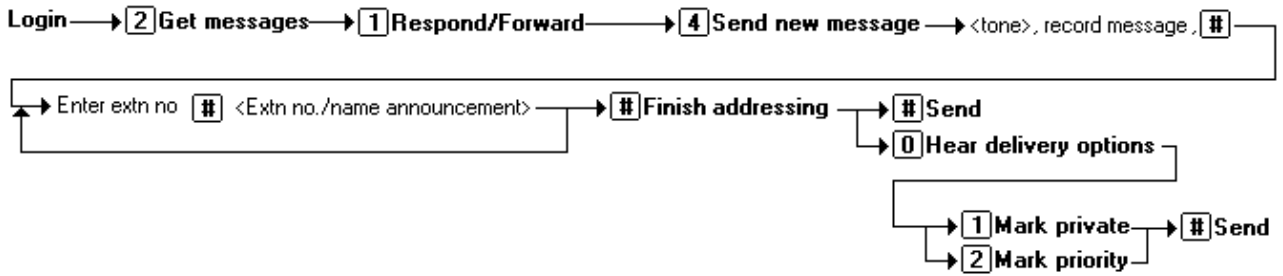 Login 2 Get messages 1 Respond/Forward 4 Send new message <tone>, record message, #
Enter extn no # <Extn no./name announcement> # Finish addressing # Send
0 Hear delivery options
1 Mark private # Send
2 Mark priority